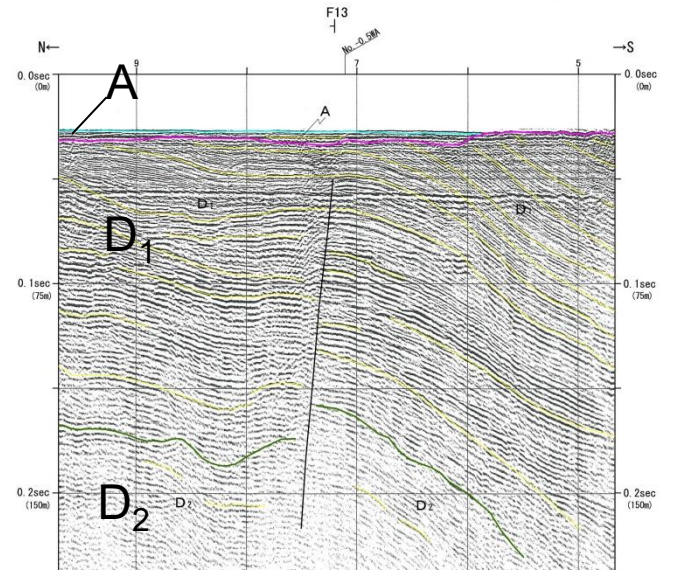 F13
N← →S
No.-0.5WA
9 7 5
0.0sec 0.0sec
(0m) (0m)
A
A
D1 D1
D1
0.1sec 0.1sec
(75m) (75m)
0.2sec 0.2sec
(150m) (150m)
D2
D2 D2